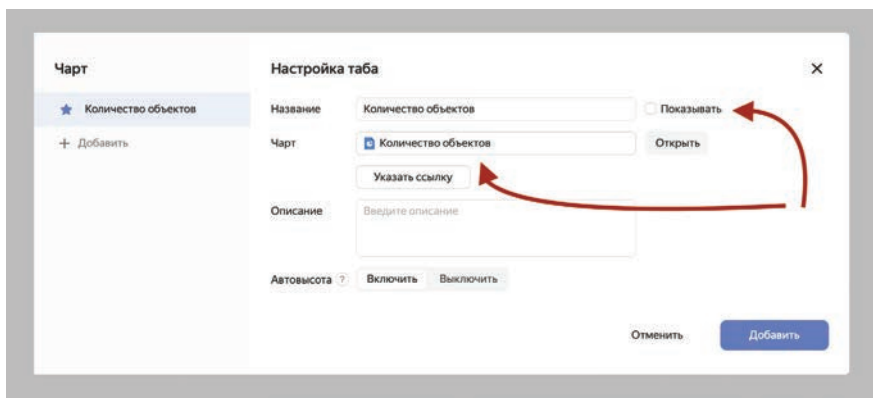 Чарт
Настройка таба
Количество объектов
Название
Количество объектов
Показывать
+ Добавить
Чарт
Количество объектов
Открыть
Указать ссылку
Описание
Введите описание
Автовысота ?
Включить
Выключить
Отменить
Добавить